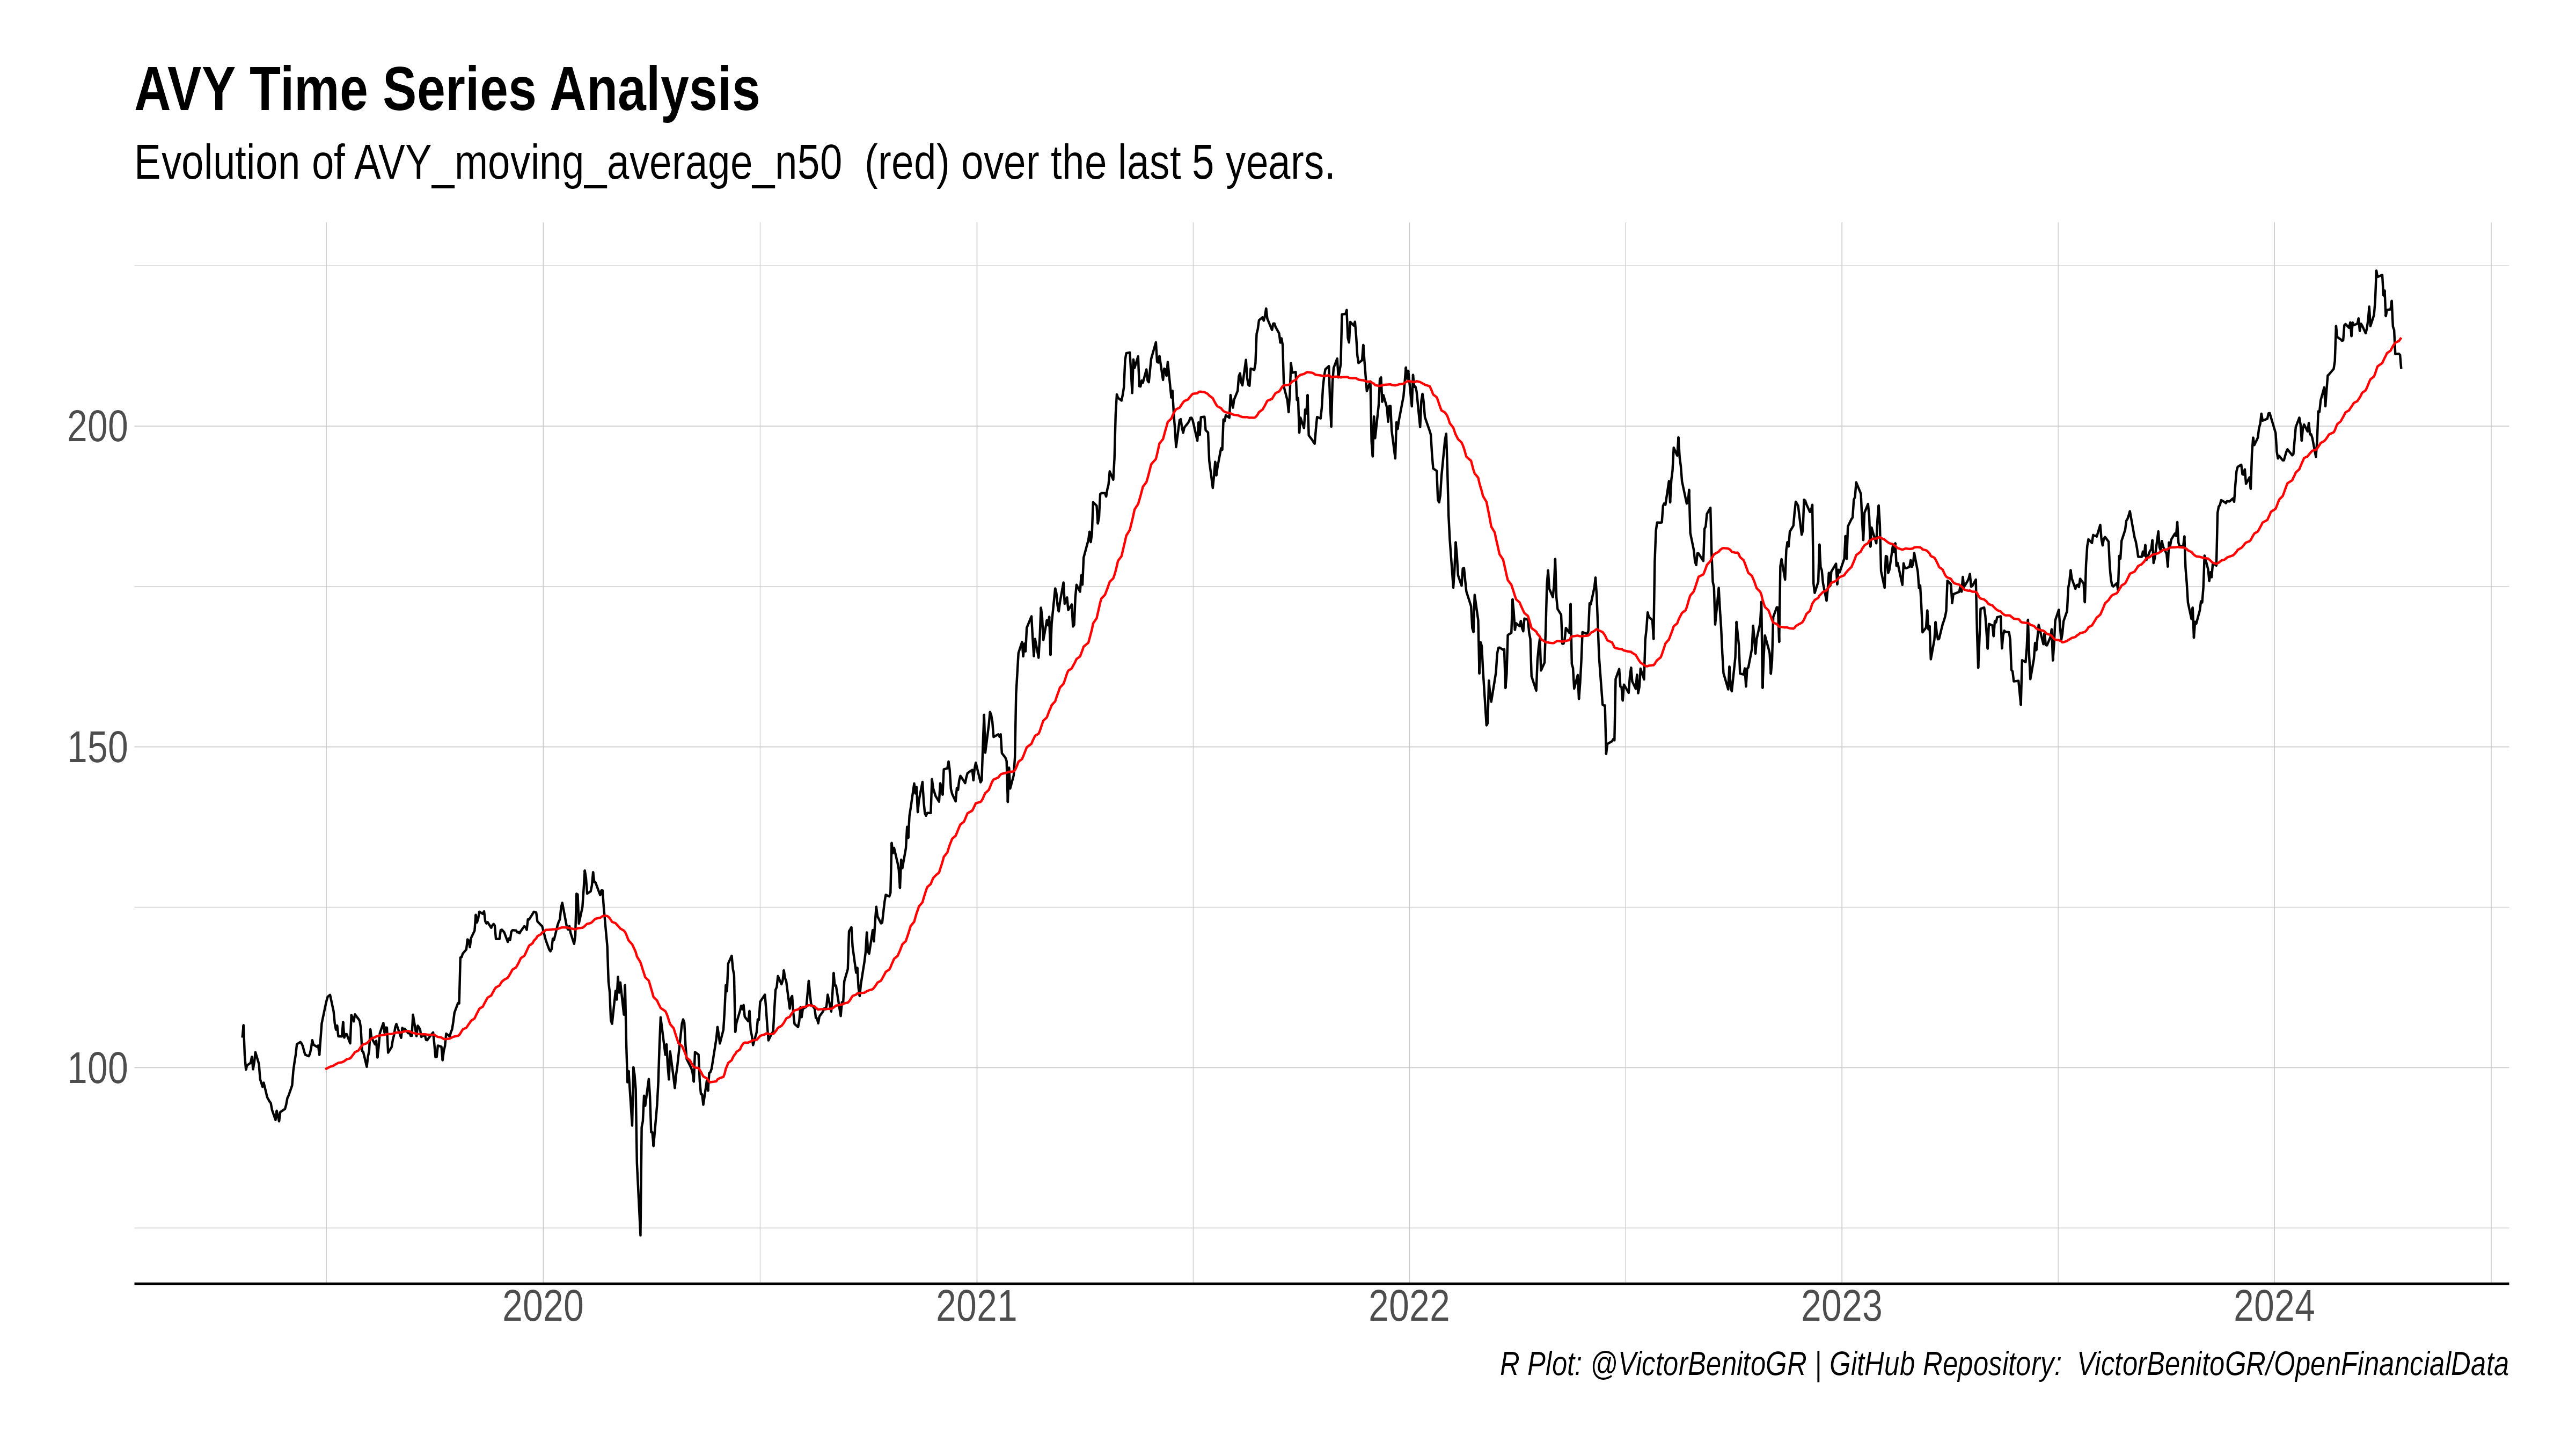 AVY Time Series Analysis
Evolution of AVY_moving_average_n50  (red) over the last 5 years.
200
150
100
2020 2021 2022 2023 2024
R Plot: @VictorBenitoGR | GitHub Repository:  VictorBenitoGR/OpenFinancialData